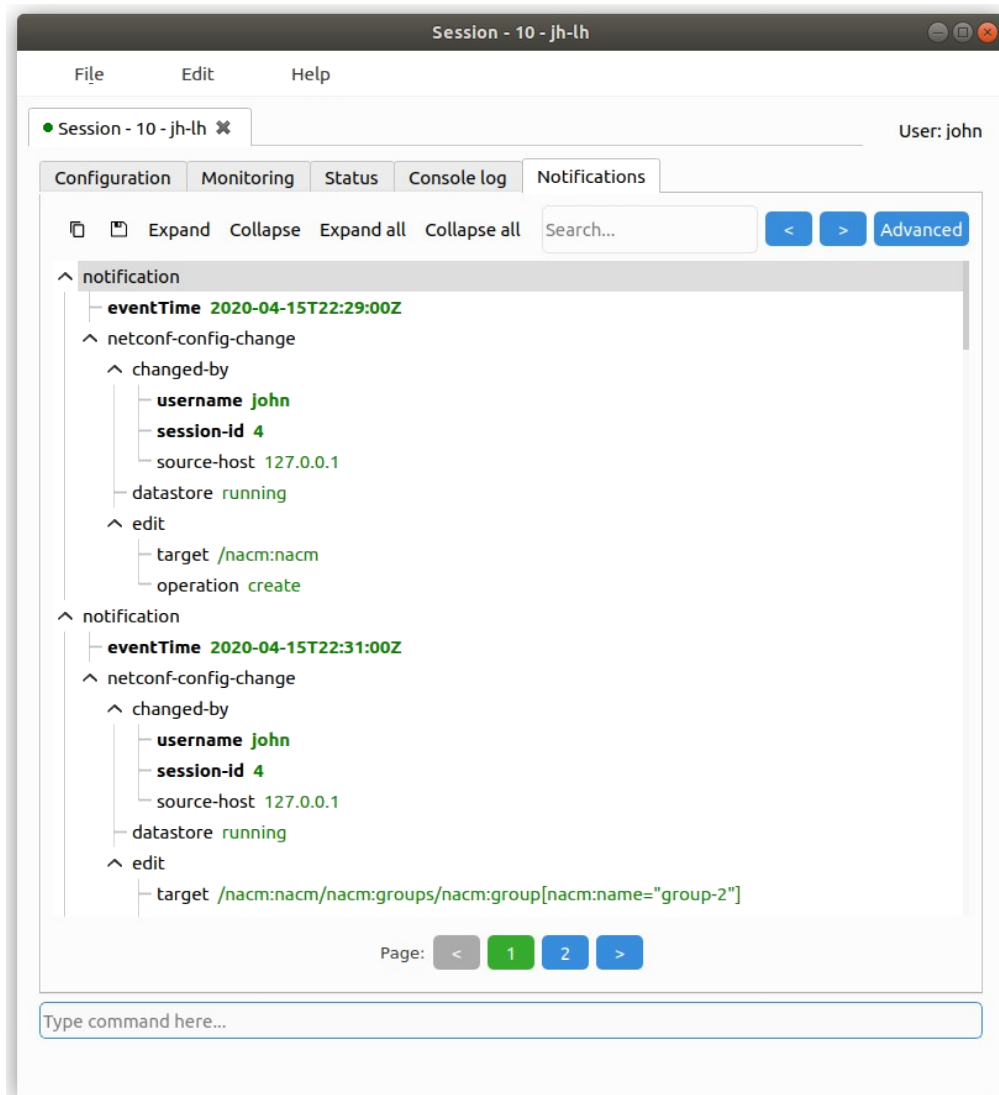 Session - 10 - jh-lh
File Edit Help
Session - 10 - jh-lh ✖ User: john
Configuration Monitoring Status Console log Notifications
Expand Collapse Expand all Collapse all Search... < > Advanced
notification
eventTime 2020-04-15T22:29:00Z
netconf-config-change
changed-by
username john
session-id 4
source-host 127.0.0.1
datastore running
edit
target /nacm:nacm
operation create
notification
eventTime 2020-04-15T22:31:00Z
netconf-config-change
changed-by
username john
session-id 4
source-host 127.0.0.1
datastore running
edit
target /nacm:nacm/nacm:groups/nacm:group[nacm:name="group-2"]
Page: < 1 2 >
Type command here...